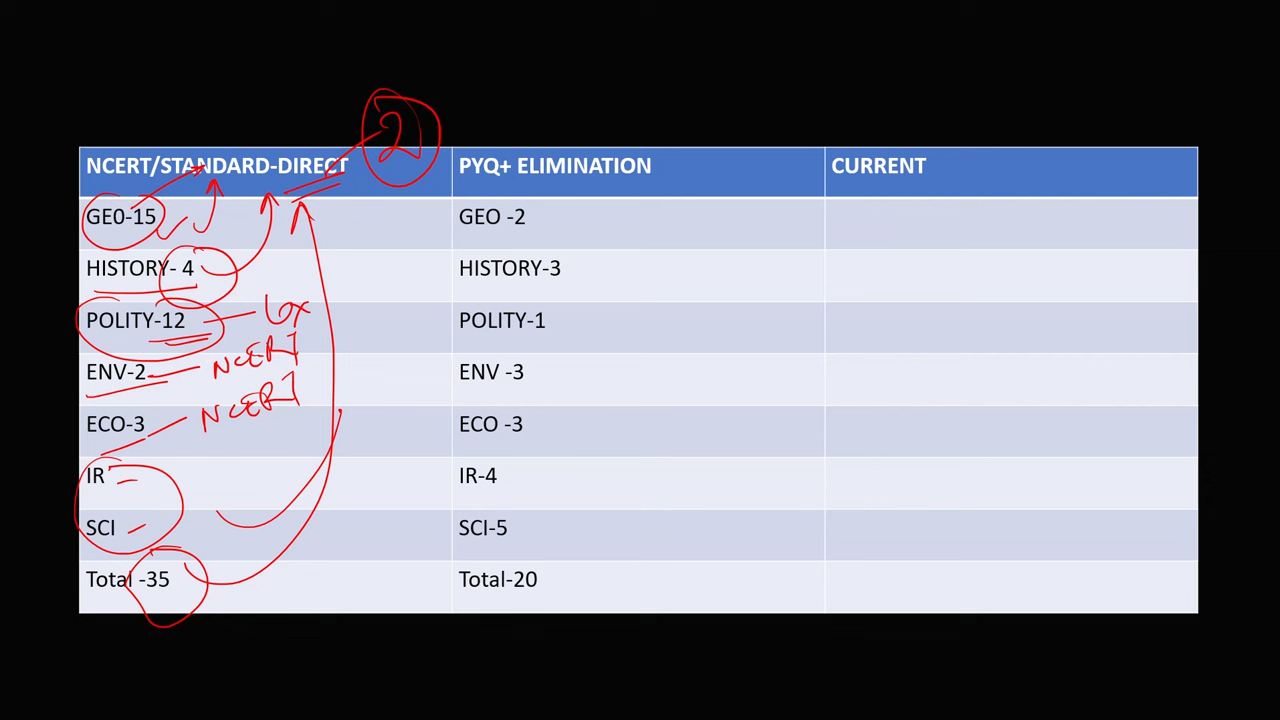 2
NCERT/STANDARD-DIRECT PYQ+ ELIMINATION CURRENT
GE0-15 GEO -2
HISTORY- 4 HISTORY-3
POLITY-12 POLITY-1
ENV-2 NCERT ENV -3
ECO-3 NCERT ECO -3
IR IR-4
SCI SCI-5
Total -35 Total-20